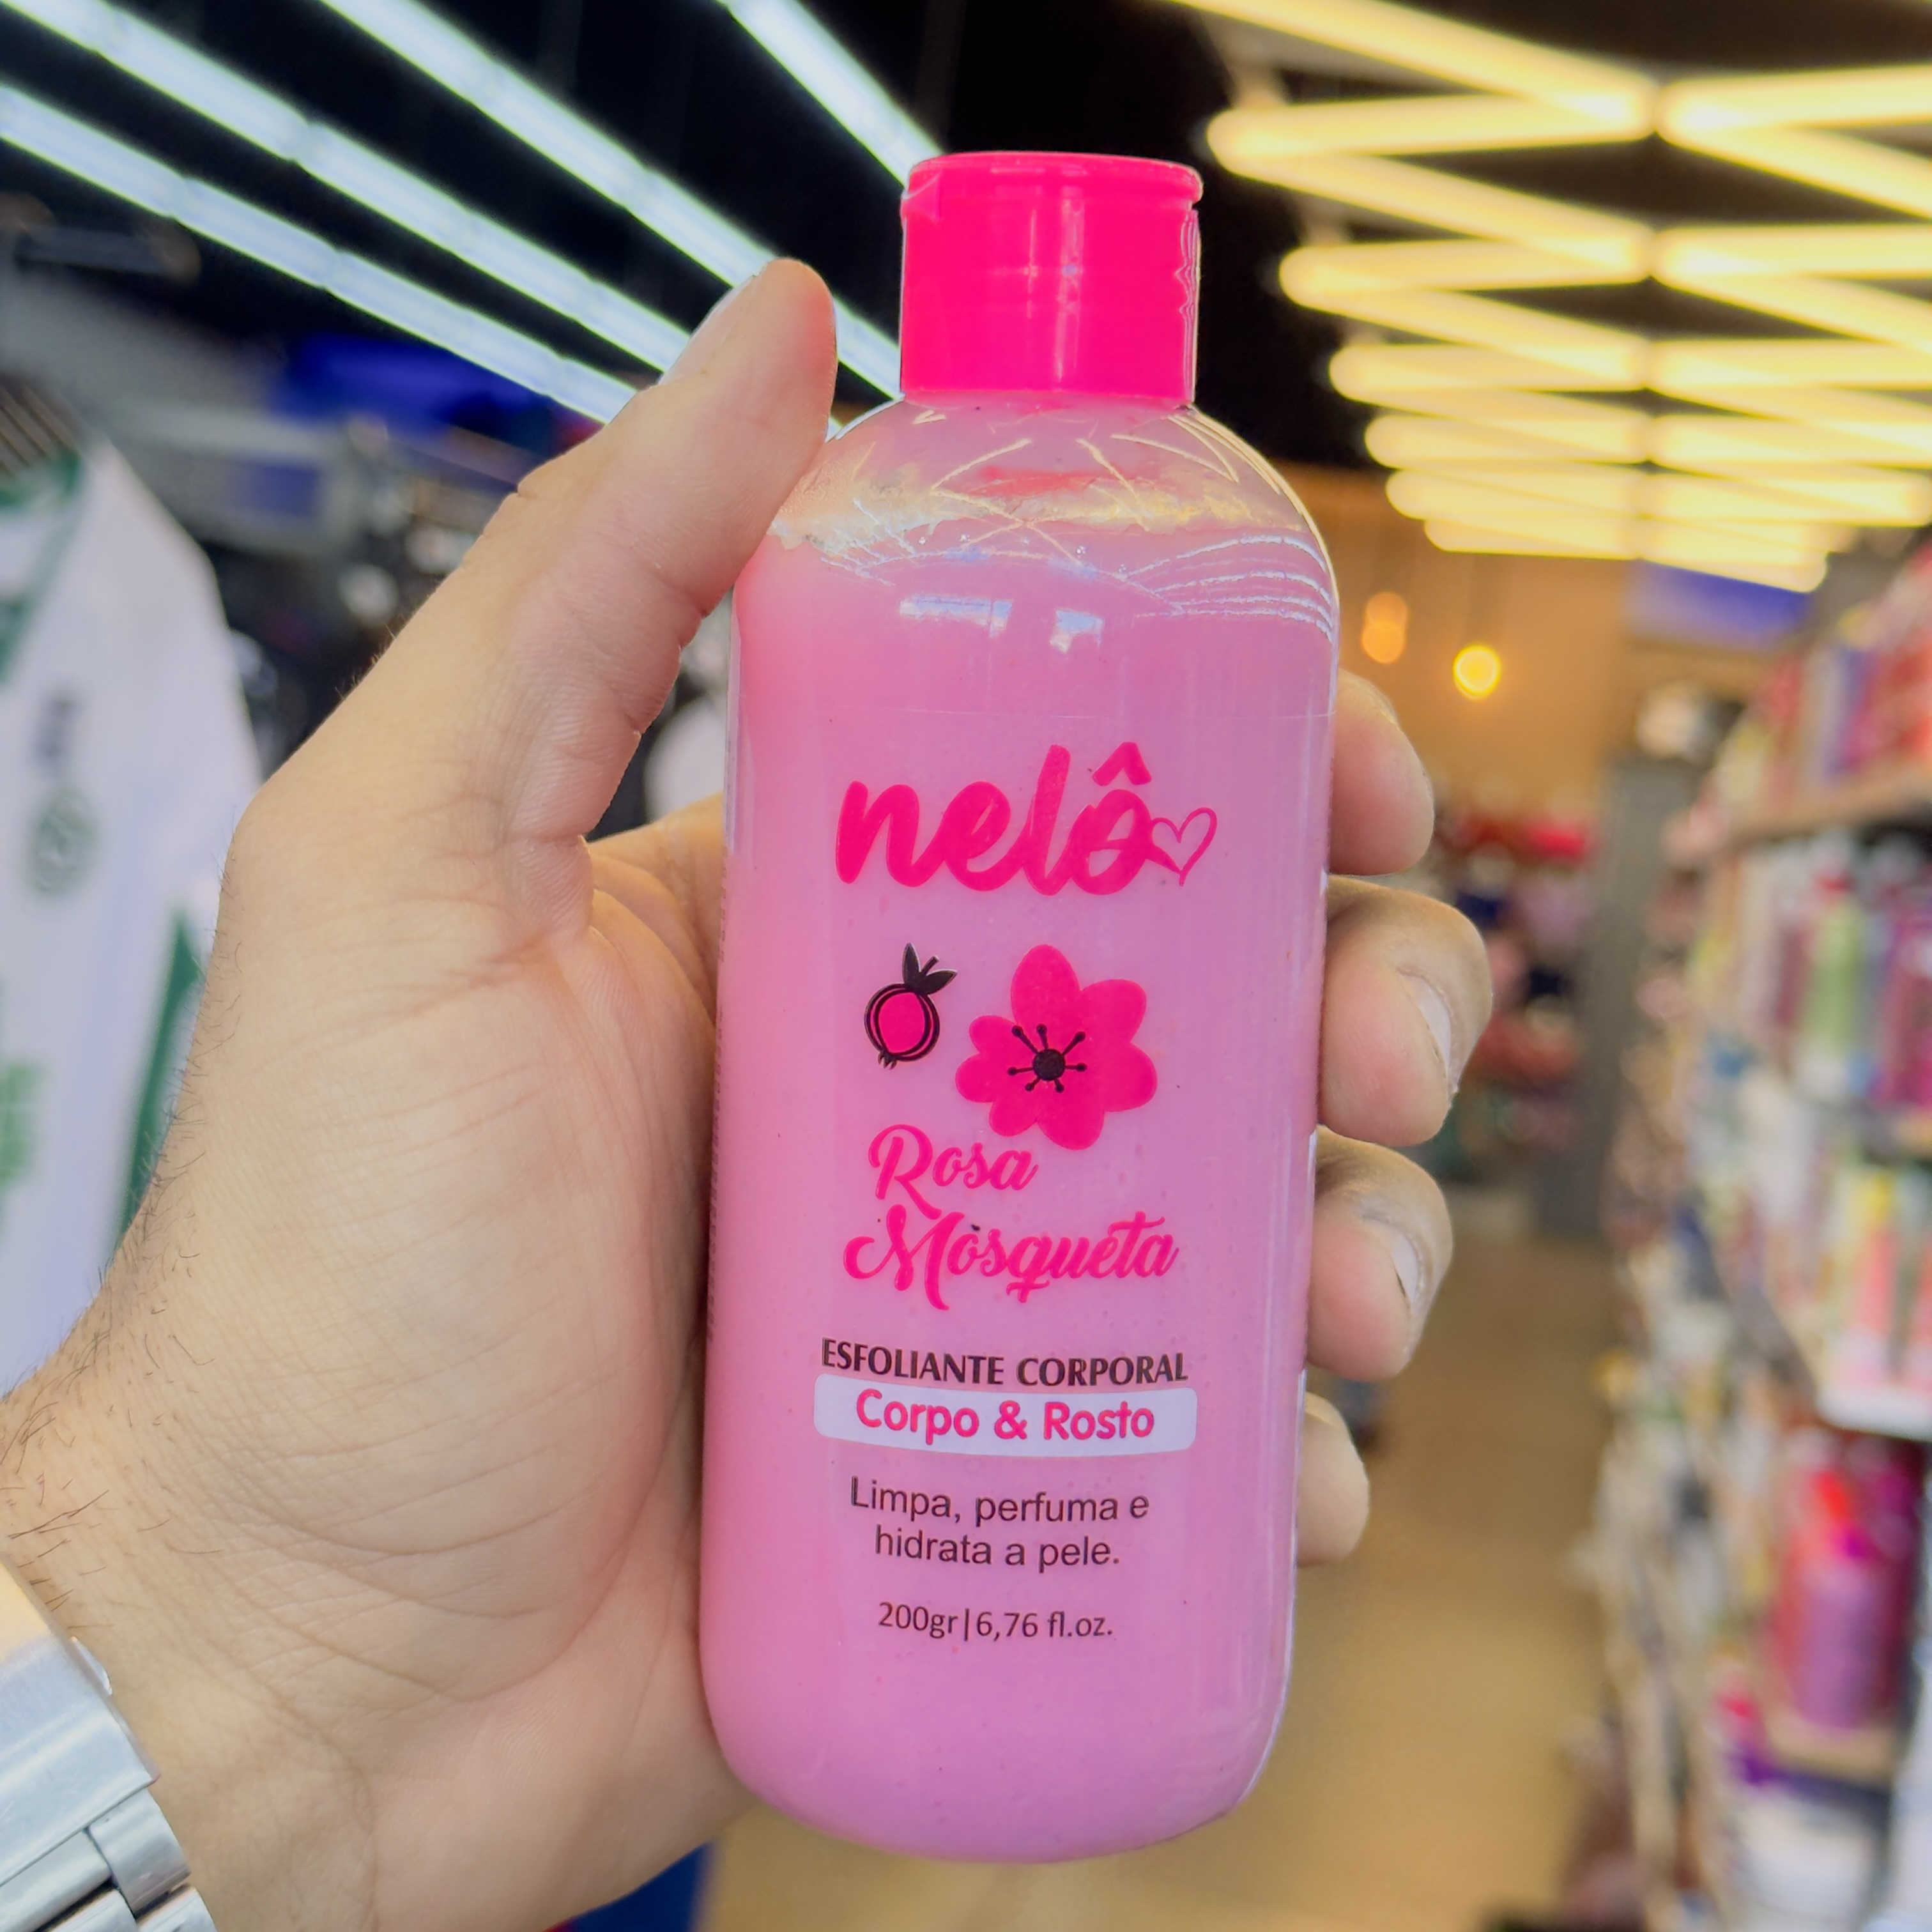 nelô
Rosa
Mosqueta
ESFOLIANTE CORPORAL
Corpo & Rosto
Limpa, perfuma e
hidrata a pele.
200gr|6,76 fl.oz.